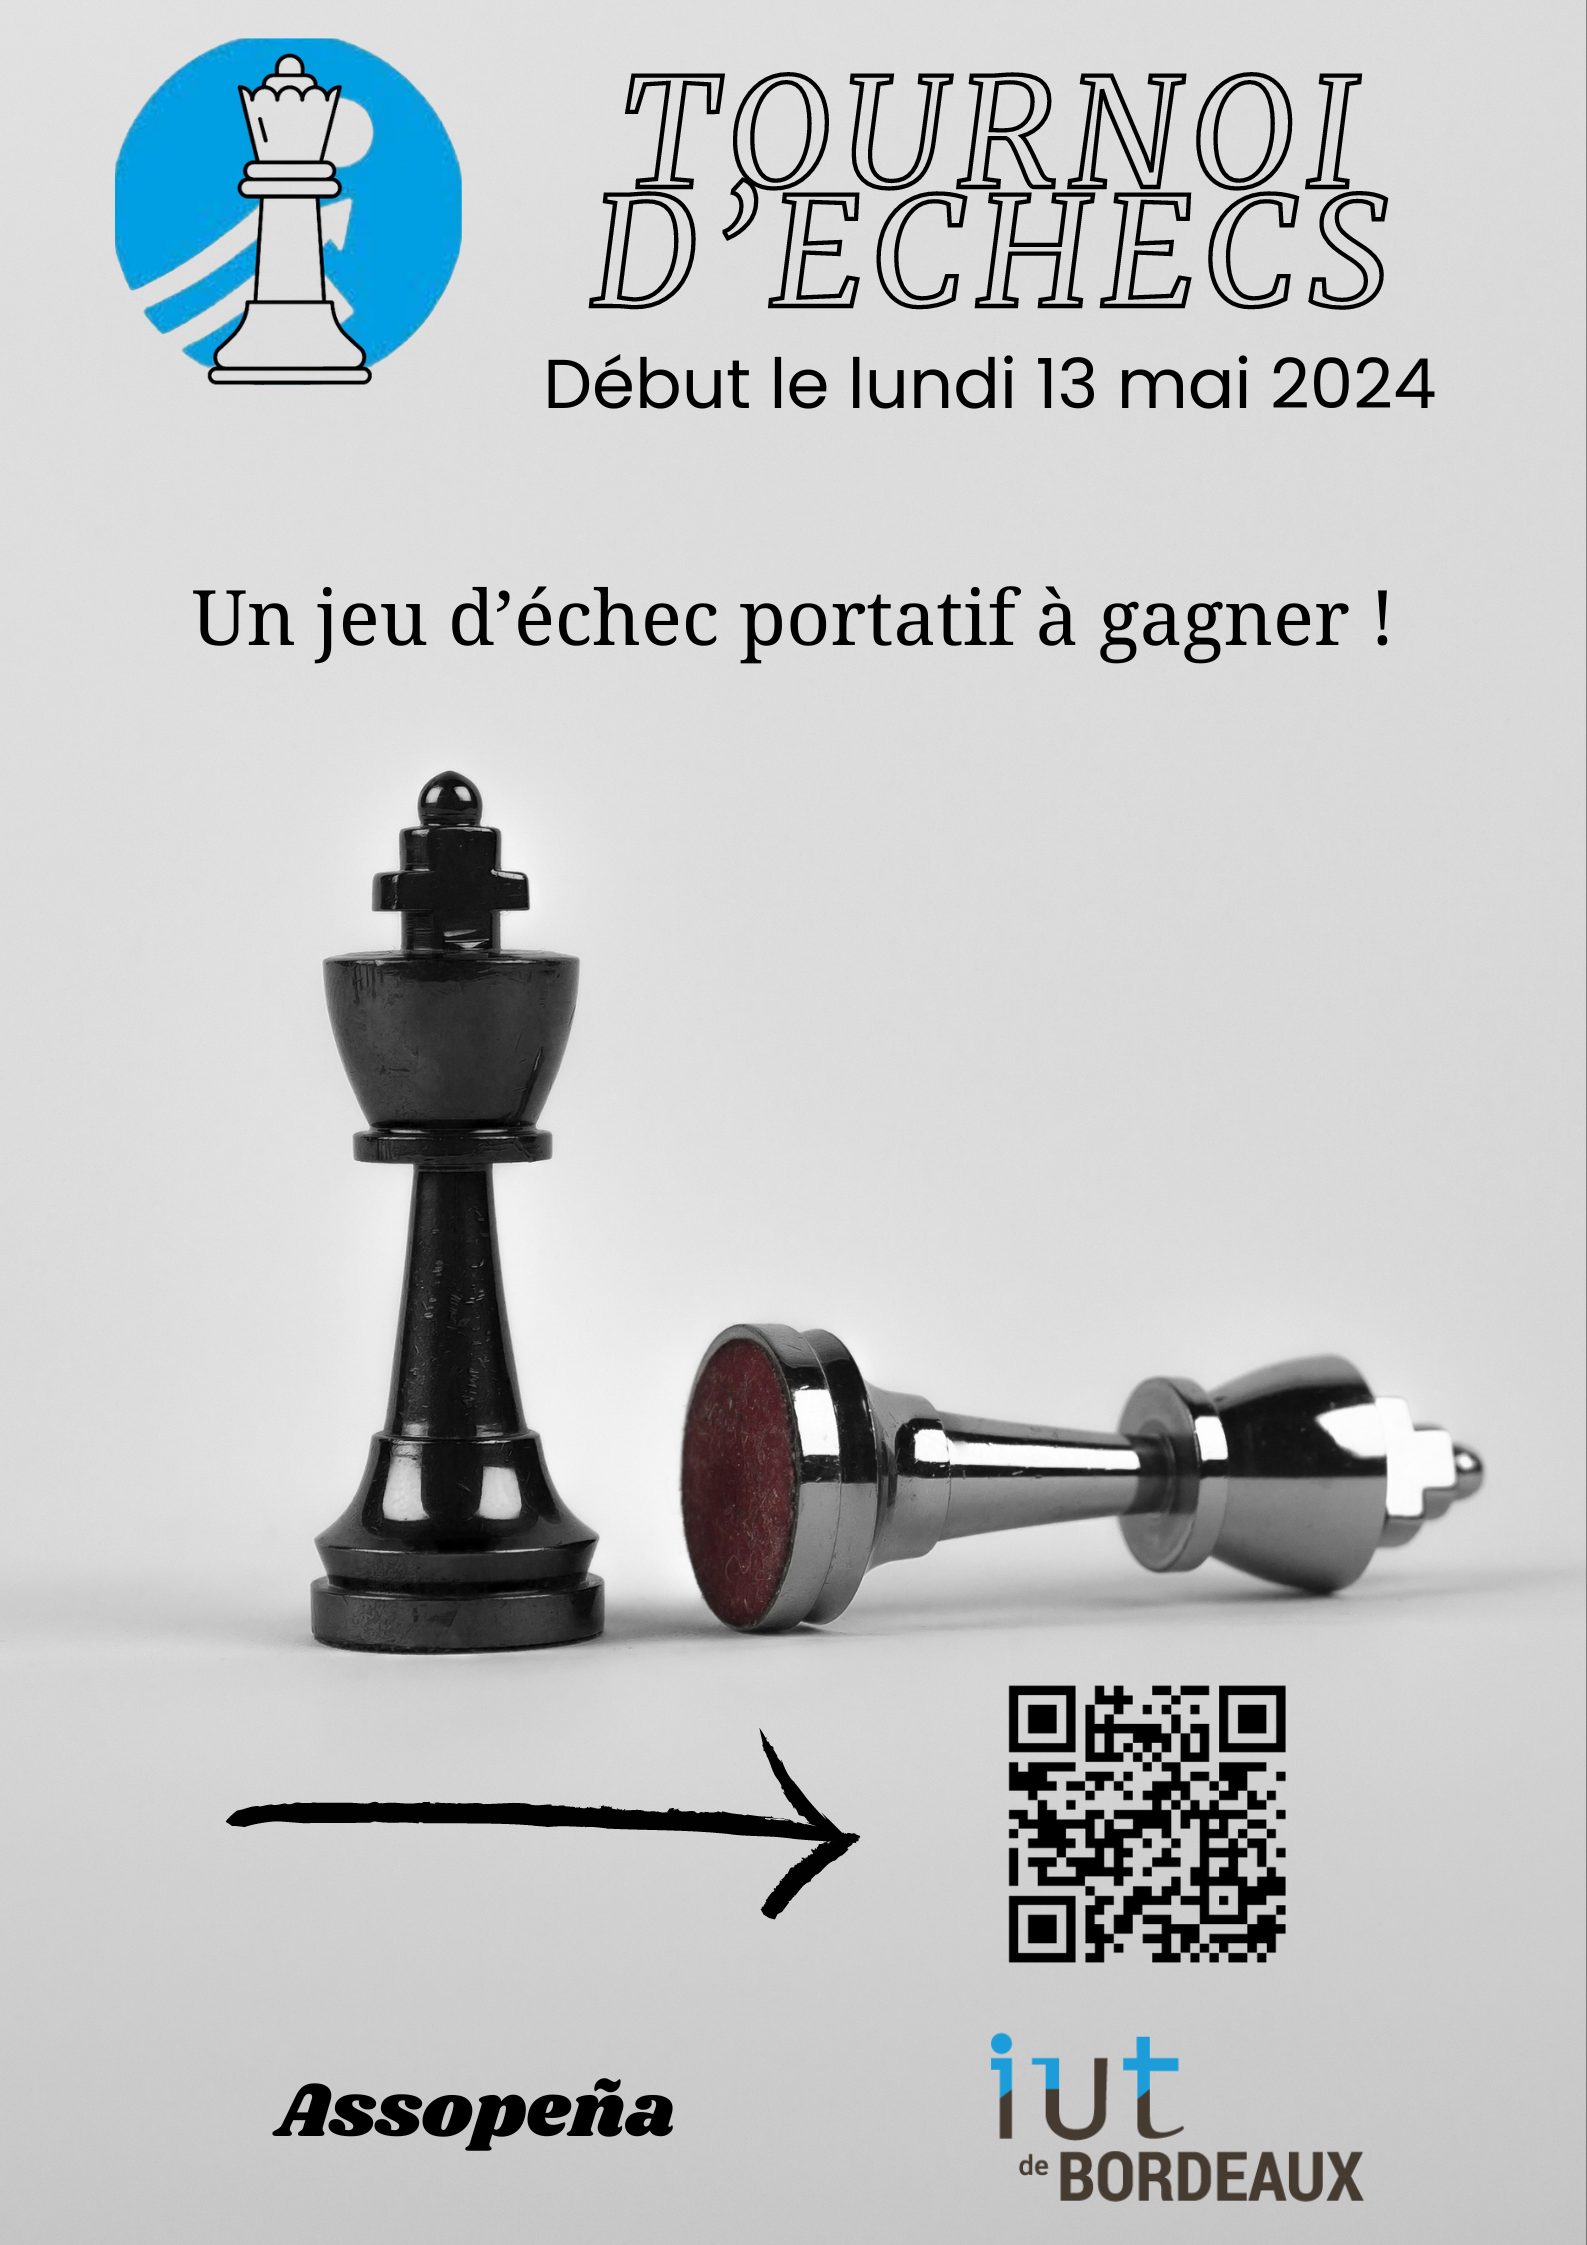 TOURNOI
D’ECHECS
Début le lundi 13 mai 2024
Un jeu d’échec portatif à gagner !
Assopeña
iut
de BORDEAUX